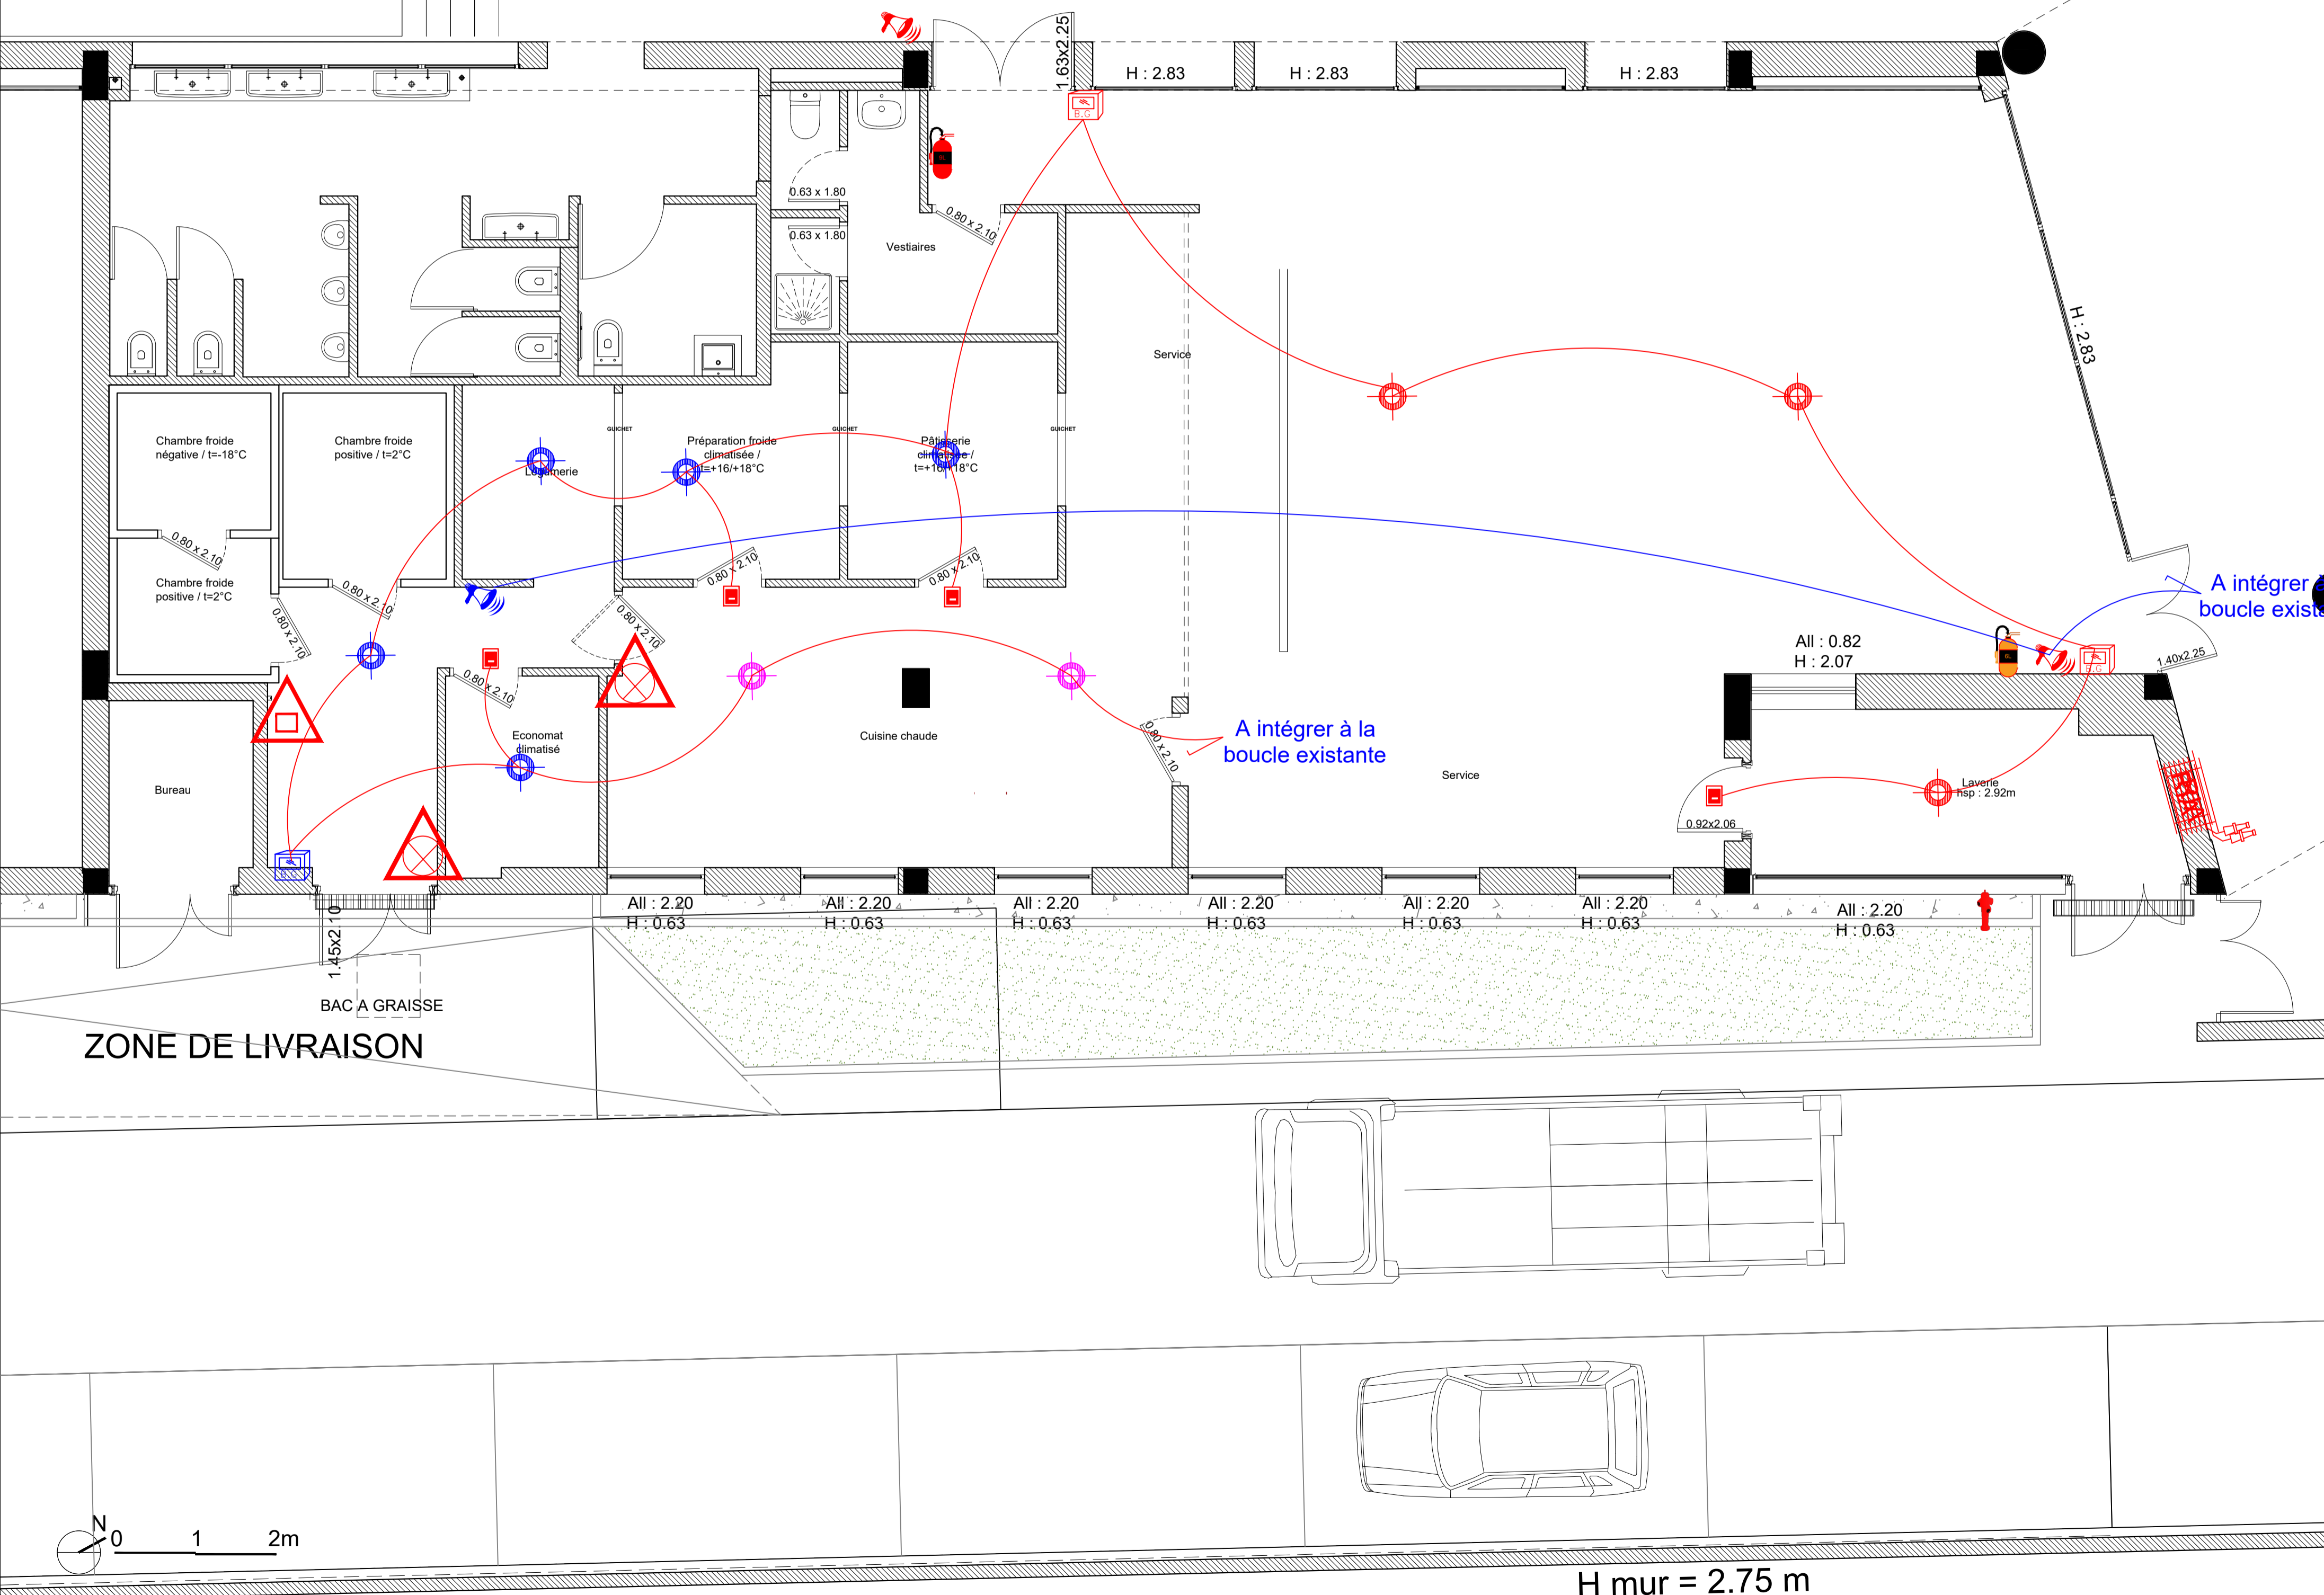 1.63x2.25
H : 2.83
H : 2.83
H : 2.83
B.G
0.63 x 1.80
0.80 x 2.10
0.63 x 1.80
Vestiaires
H : 2.83
Service
GUICHET
GUICHET
GUICHET
Chambre froide
négative / t=-18°C
Chambre froide
positive / t=2°C
Légumerie
Préparation froide
climatisée /
t=+16/+18°C
Pâtisserie
climatisée /
t=+16/+18°C
0.80 x 2.10
Chambre froide
positive / t=2°C
0.80 x 2.10
0.80 x 2.10
0.80 x 2.10
0.80 x 2.10
0.80 x 2.10
A intégrer à
boucle exista
All : 0.82
H : 2.07
B.G
1.40x2.25
0.80 x 2.10
Economat
climatisé
Cuisine chaude
0.80 x 2.10
A intégrer à la
boucle existante
Service
Laverie
hsp : 2.92m
RIA
Bureau
0.92x2.06
B.G
All : 2.20
H : 0.63
All : 2.20
H : 0.63
All : 2.20
H : 0.63
All : 2.20
H : 0.63
All : 2.20
H : 0.63
All : 2.20
H : 0.63
All : 2.20
H : 0.63
1.45x2.10
BAC A GRAISSE
ZONE DE LIVRAISON
N
0 1 2m
H mur = 2.75 m